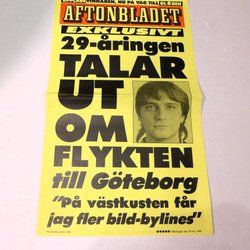 AFTONBLADET
EXKLUSIVT
29-åringen
TALAR
UT
OM
FLYKTEN
till Göteborg
"På västkusten får
jag fler bild-bylines"